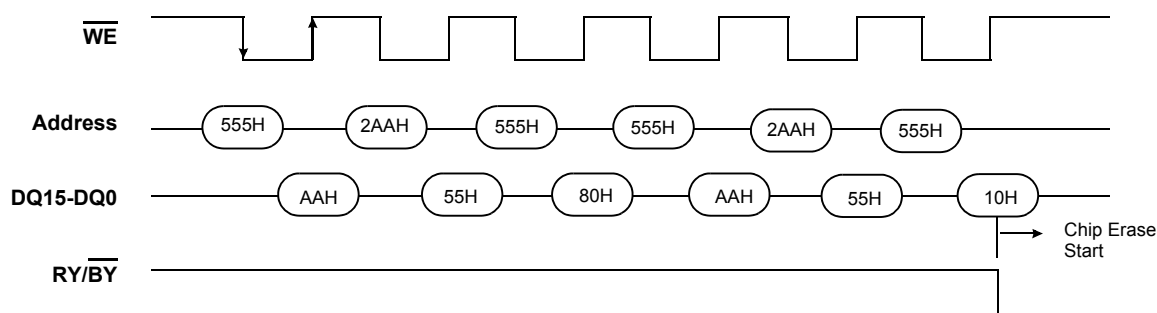 WE
Address 555H 2AAH 555H 555H 2AAH 555H
DQ15-DQ0 AAH 55H 80H AAH 55H 10H
Chip Erase
Start
RY/BY